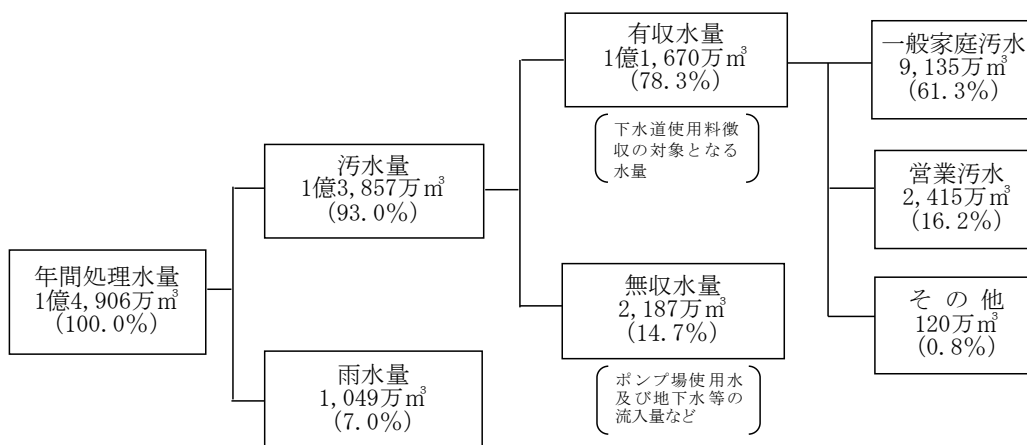 年間処理水量
1億4,906万㎥
(100.0%)
汚水量
1億3,857万㎥
(93.0%)
雨水量
1,049万㎥
(7.0%)
有収水量
1億1,670万㎥
(78.3%)
下水道使用料徴
収の対象となる
水量
無収水量
2,187万㎥
(14.7%)
ポンプ場使用水
及び地下水等の
流入量など
一般家庭汚水
9,135万㎥
(61.3%)
営業汚水
2,415万㎥
(16.2%)
そ の 他
120万㎥
(0.8%)